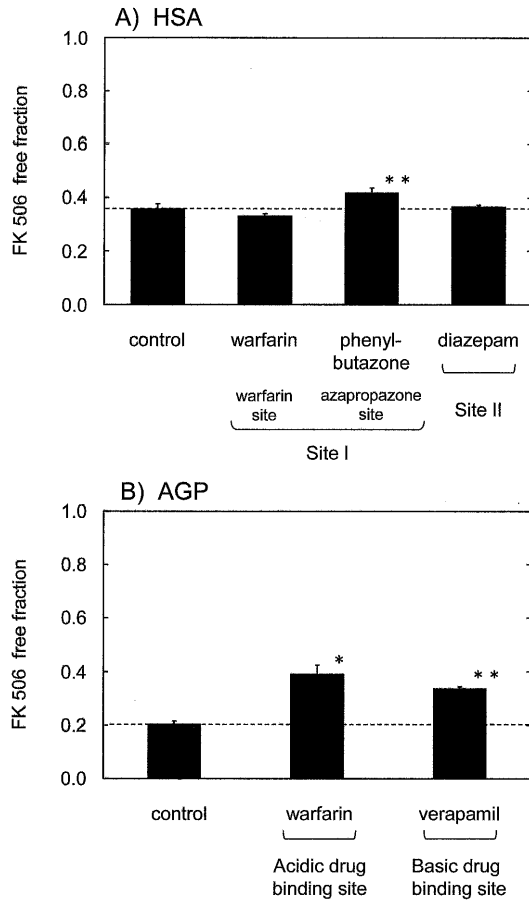 A) HSA
FK 506 free fraction
1.0
0.8
0.6
0.4
0.2
0.0
**
control warfarin phenyl-butazone diazepam
warfarin site azapropazone site Site II
Site I
B) AGP
FK 506 free fraction
1.0
0.8
0.6
0.4
0.2
0.0
*
**
control warfarin verapamil
Acidic drug Basic drug
binding site binding site